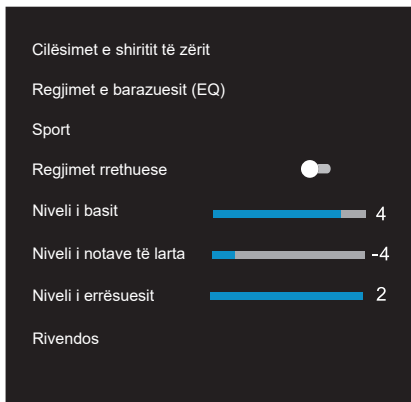 Cilësimet e shiritit të zërit
Regjimet e barazuesit (EQ)
Sport
Regjimet rrethuese
Niveli i basit 4
Niveli i notave të larta -4
Niveli i errësuesit 2
Rivendos